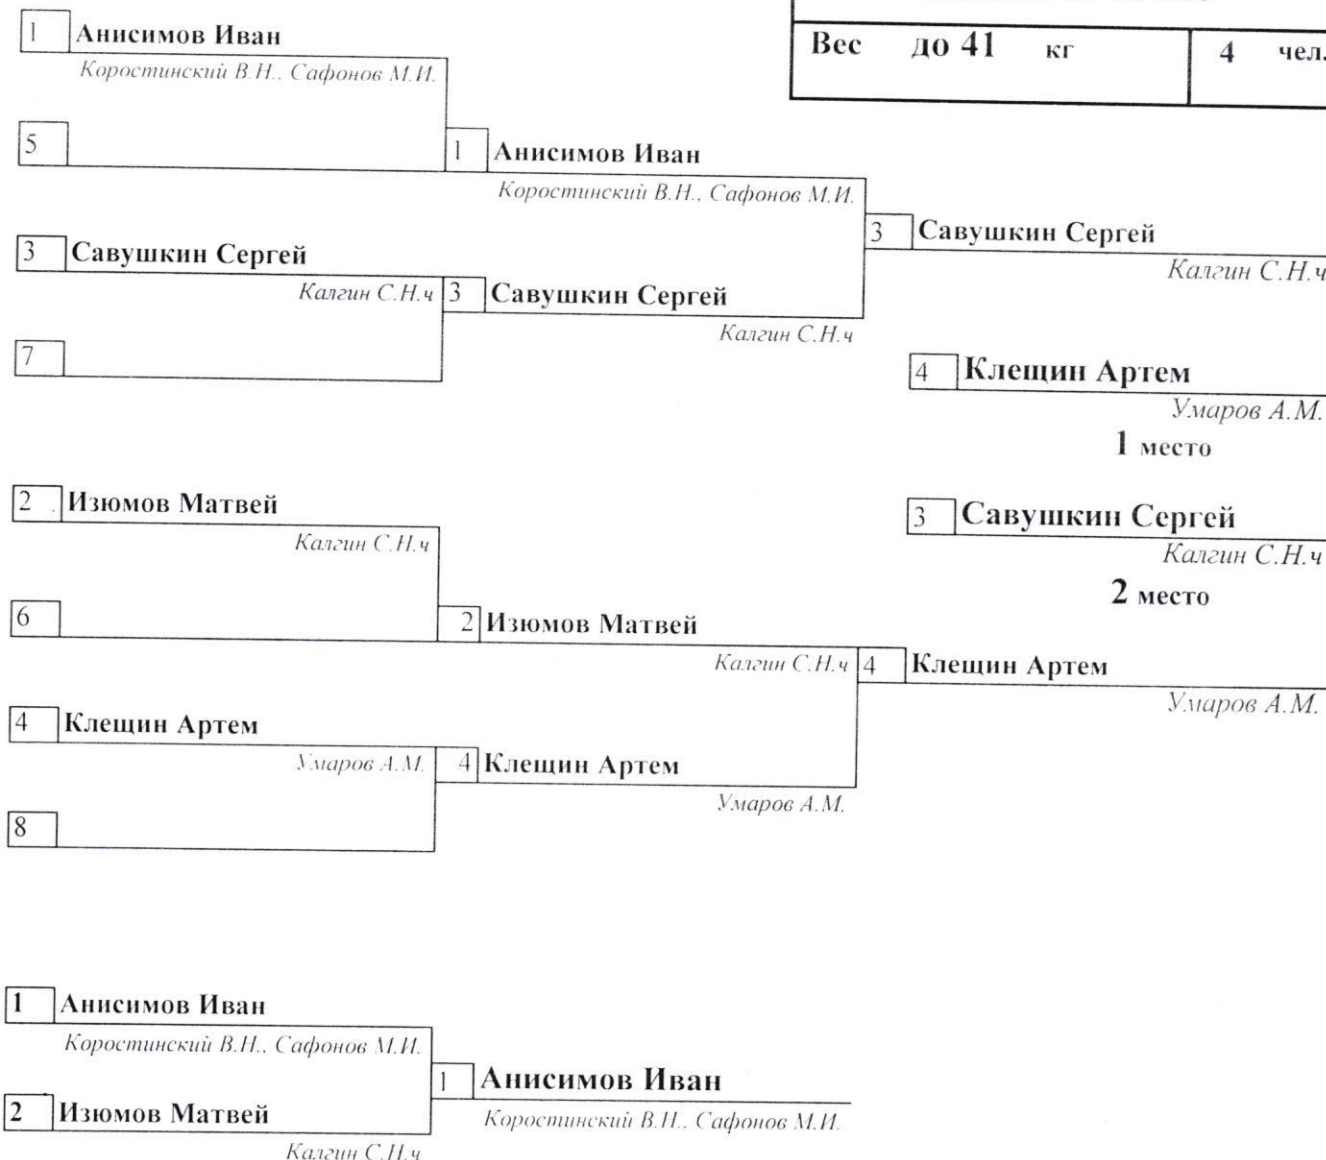 1 Анисимов Иван
Коростинский В.Н., Сафонов М.И.
Вес до 41 кг 4 чел.
5
1 Анисимов Иван
Коростинский В.Н., Сафонов М.И.
3 Савушкин Сергей
Калгин С.Н.ч
3 Савушкин Сергей
Калгин С.Н.ч
3 Савушкин Сергей
Калгин С.Н.ч
7
4 Клещин Артем
Умаров А.М.
1 место
2 Изюмов Матвей
Калгин С.Н.ч
3 Савушкин Сергей
Калгин С.Н.ч
2 место
6
2 Изюмов Матвей
Калгин С.Н.ч
4 Клещин Артем
Умаров А.М.
4 Клещин Артем
Умаров А.М.
4 Клещин Артем
Умаров А.М.
8
1 Анисимов Иван
Коростинский В.Н., Сафонов М.И.
1 Анисимов Иван
Коростинский В.Н., Сафонов М.И.
2 Изюмов Матвей
Калгин С.Н.ч